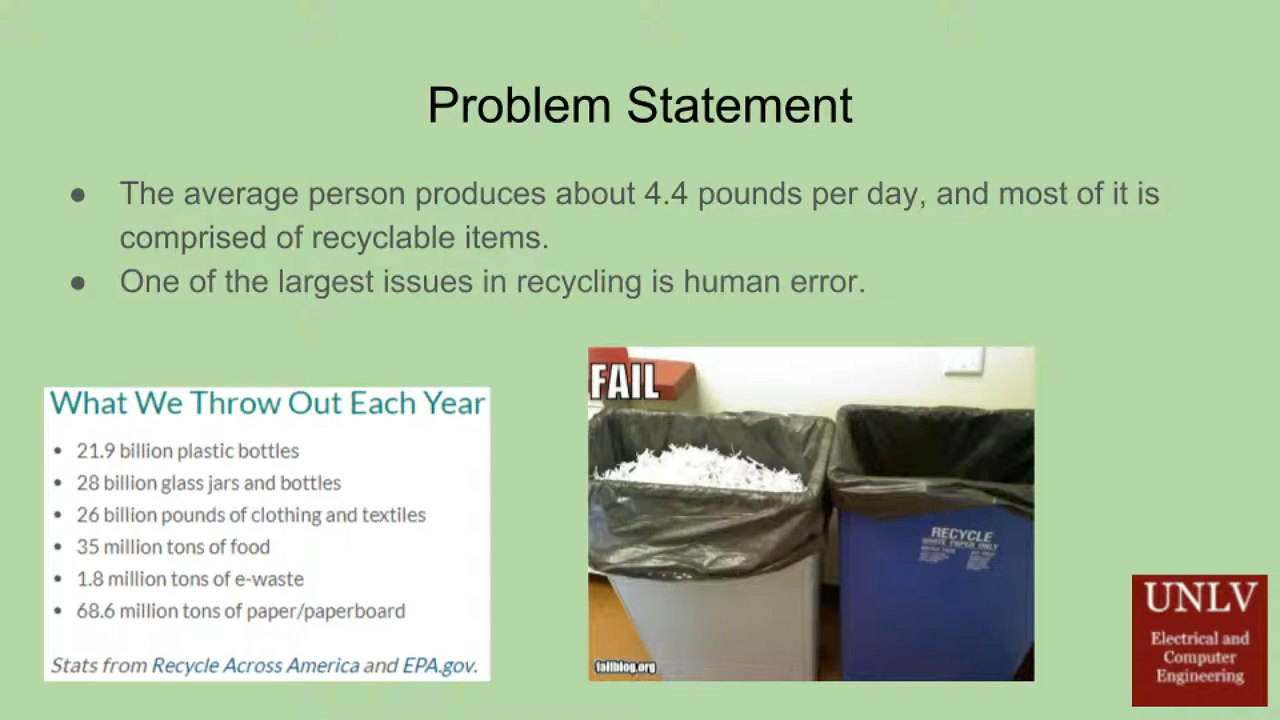 Problem Statement
● The average person produces about 4.4 pounds per day, and most of it is
comprised of recyclable items.
● One of the largest issues in recycling is human error.
What We Throw Out Each Year
• 21.9 billion plastic bottles
• 28 billion glass jars and bottles
• 26 billion pounds of clothing and textiles
• 35 million tons of food
• 1.8 million tons of e-waste
• 68.6 million tons of paper/paperboard
Stats from Recycle Across America and EPA.gov.
FAIL
RECYCLE
WHITE PAPER ONLY
failblog.org
UNLV
Electrical and
Computer
Engineering